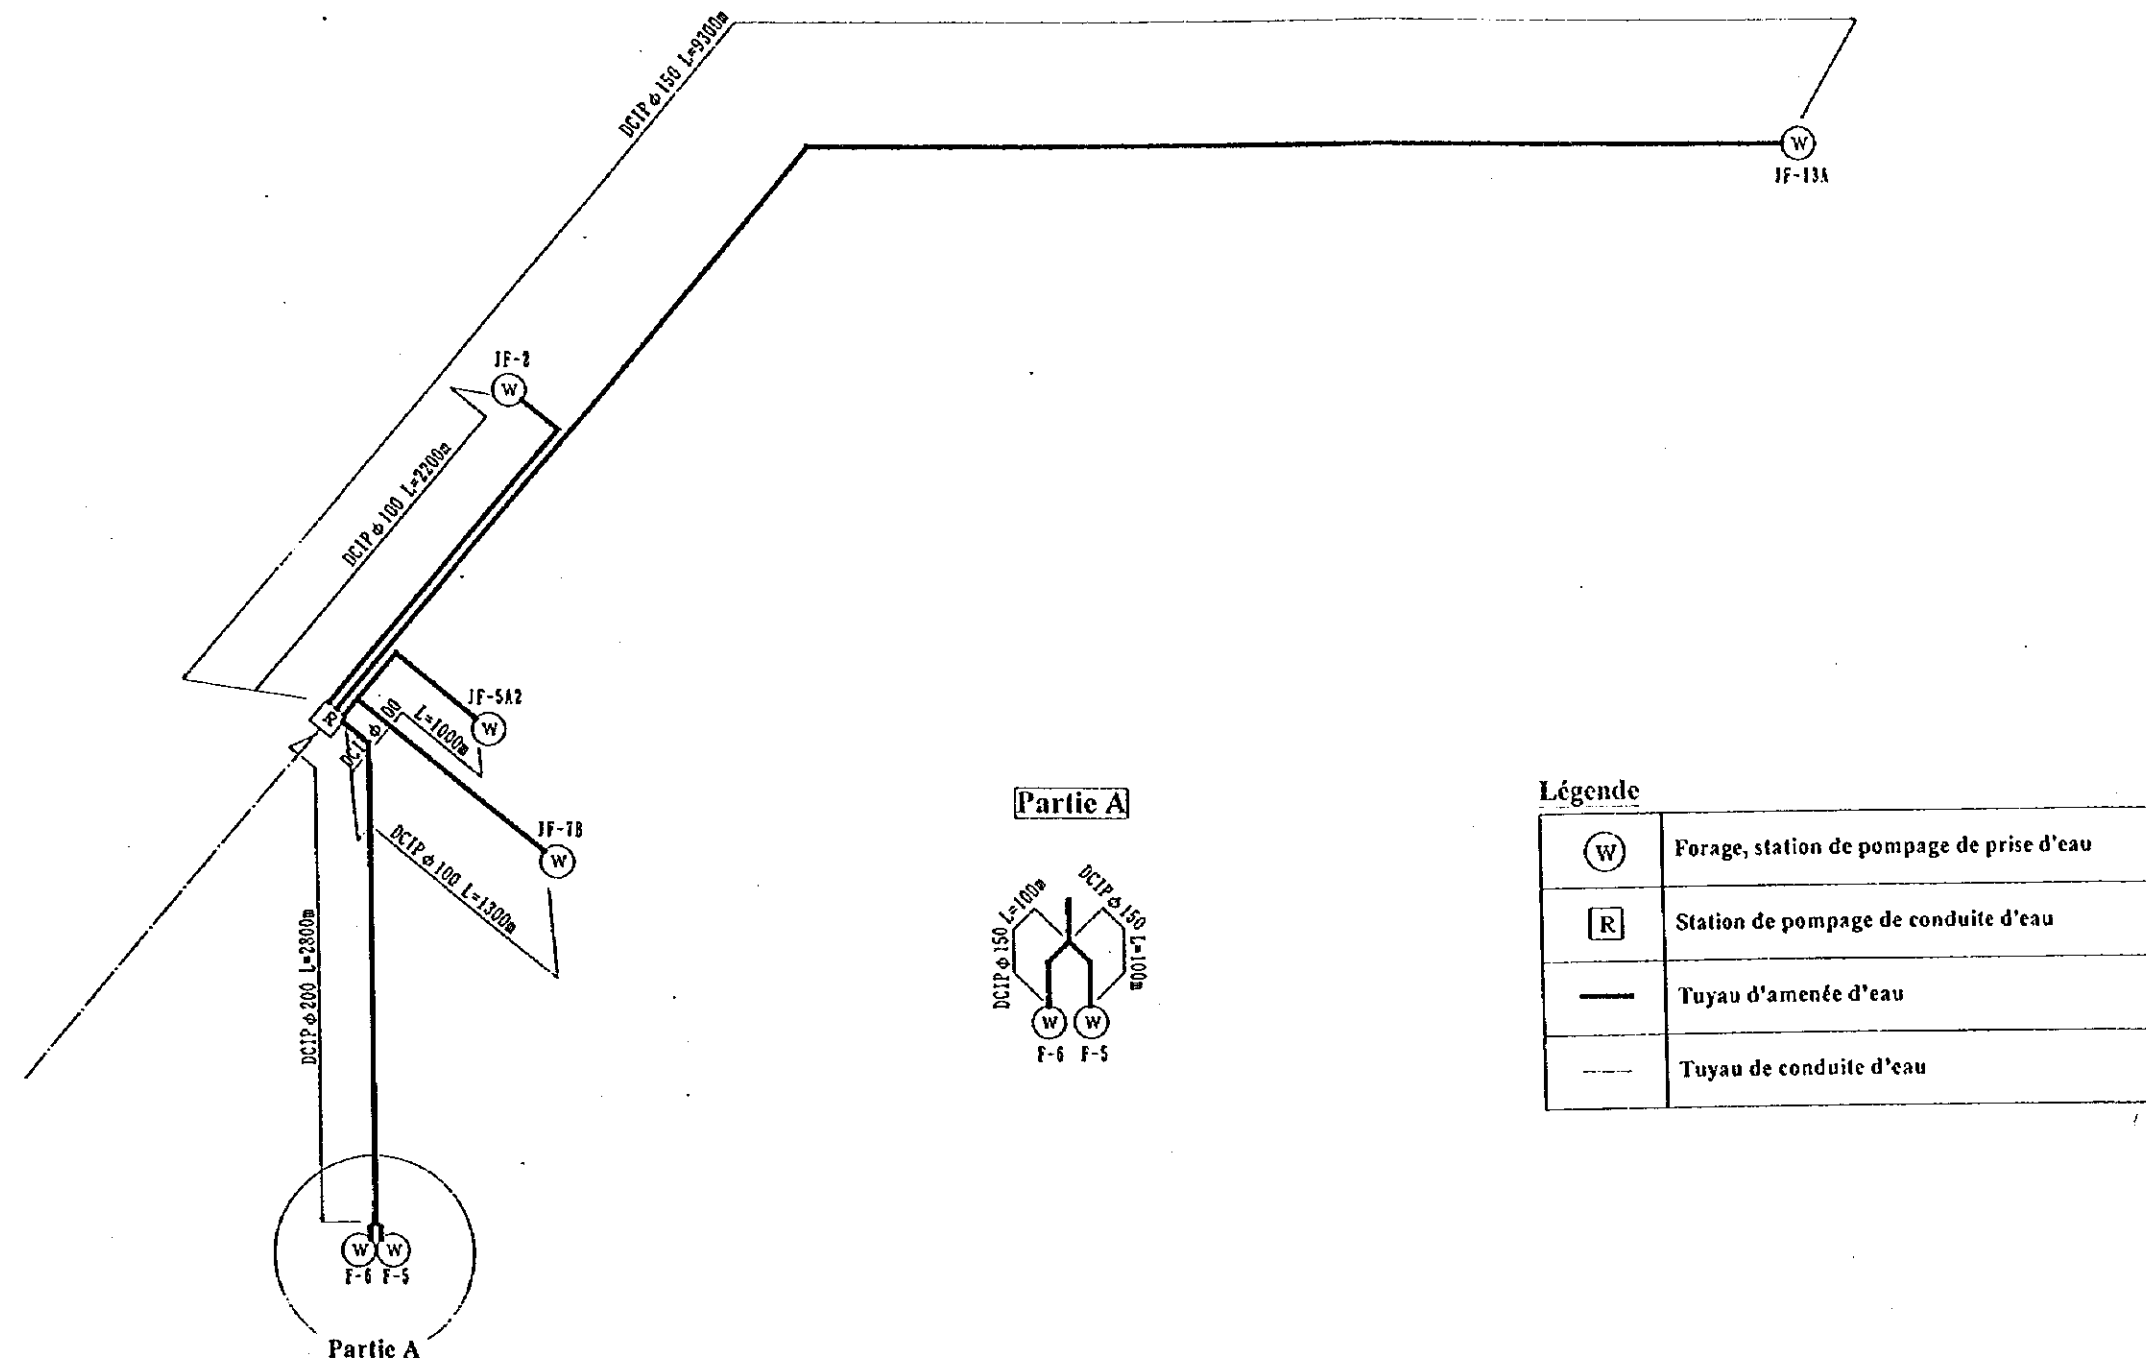 DCIP φ 150 L=9300m
W
JF-13A
JF-2
W
DCIP φ 100 L=2200m
JF-5A2
W
R
L=1000m
JF-7B
W
DCIP φ 100 L=1300m
DCIP φ 200 L=2800m
W W
F-6 F-5
Partie A
Partie A
DCIP φ 150 L=100m
DCIP φ 150 L=100m
W W
F-6 F-5
Légende
W Forage, station de pompage de prise d'eau
R Station de pompage de conduite d'eau
Tuyau d'amenée d'eau
Tuyau de conduite d'eau